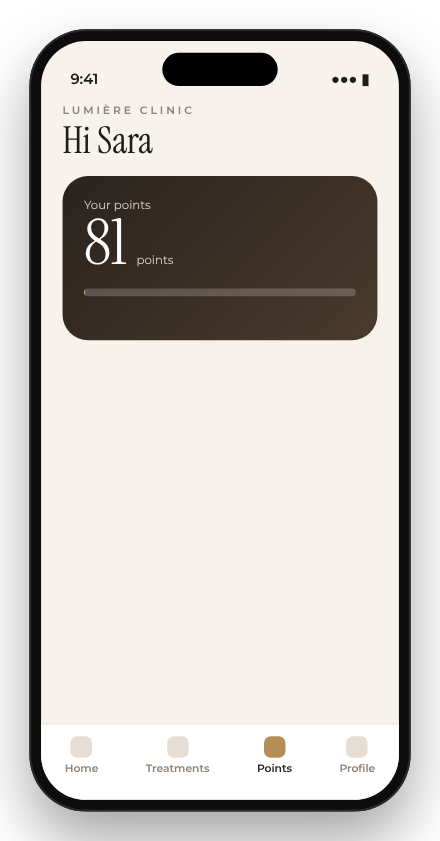 9:41
LUMIÈRE CLINIC
Hi Sara
Your points
81 points
Home Treatments Points Profile